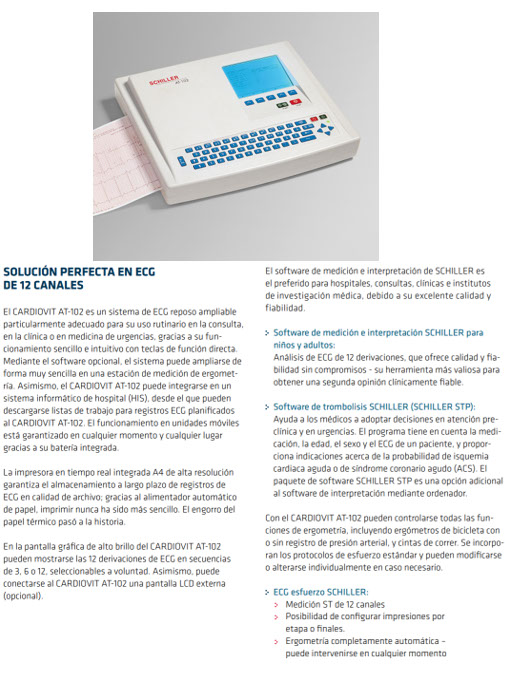 SCHILLER
AT-102
SOLUCIÓN PERFECTA EN ECG
DE 12 CANALES
El CARDIOVIT AT-102 es un sistema de ECG reposo ampliable
particularmente adecuado para su uso rutinario en la consulta,
en la clínica o en medicina de urgencias, gracias a su fun-
cionamiento sencillo e intuitivo con teclas de función directa.
Mediante el software opcional, el sistema puede ampliarse de
forma muy sencilla en una estación de medición de ergomet-
ría. Asimismo, el CARDIOVIT AT-102 puede integrarse en un
sistema informático de hospital (HIS), desde el que pueden
descargarse listas de trabajo para registros ECG planificados
al CARDIOVIT AT-102. El funcionamiento en unidades móviles
está garantizado en cualquier momento y cualquier lugar
gracias a su batería integrada.
La impresora en tiempo real integrada A4 de alta resolución
garantiza el almacenamiento a largo plazo de registros de
ECG en calidad de archivo; gracias al alimentador automático
de papel, imprimir nunca ha sido más sencillo. El engorro del
papel térmico pasó a la historia.
En la pantalla gráfica de alto brillo del CARDIOVIT AT-102
pueden mostrarse las 12 derivaciones de ECG en secuencias
de 3, 6 o 12, seleccionables a voluntad. Asimismo, puede
conectarse al CARDIOVIT AT-102 una pantalla LCD externa
(opcional).
El software de medición e interpretación de SCHILLER es
el preferido para hospitales, consultas, clínicas e institutos
de investigación médica, debido a su excelente calidad y
fiabilidad.
Software de medición e interpretación SCHILLER para
niños y adultos:
Análisis de ECG de 12 derivaciones, que ofrece calidad y fia-
bilidad sin compromisos - su herramienta más valiosa para
obtener una segunda opinión clínicamente fiable.
Software de trombolisis SCHILLER (SCHILLER STP):
Ayuda a los médicos a adoptar decisiones en atención pre-
clínica y en urgencias. El programa tiene en cuenta la medi-
cación, la edad, el sexo y el ECG de un paciente, y propor-
ciona indicaciones acerca de la probabilidad de isquemia
cardiaca aguda o de síndrome coronario agudo (ACS). El
paquete de software SCHILLER STP es una opción adicional
al software de interpretación mediante ordenador.
Con el CARDIOVIT AT-102 pueden controlarse todas las fun-
ciones de ergometría, incluyendo ergómetros de bicicleta con
o sin registro de presión arterial, y cintas de correr. Se incorpo-
ran los protocolos de esfuerzo estándar y pueden modificarse
o alterarse individualmente en caso necesario.
ECG esfuerzo SCHILLER:
> Medición ST de 12 canales
> Posibilidad de configurar impresiones por
etapa o finales.
> Ergometría completamente automática –
puede intervenirse en cualquier momento